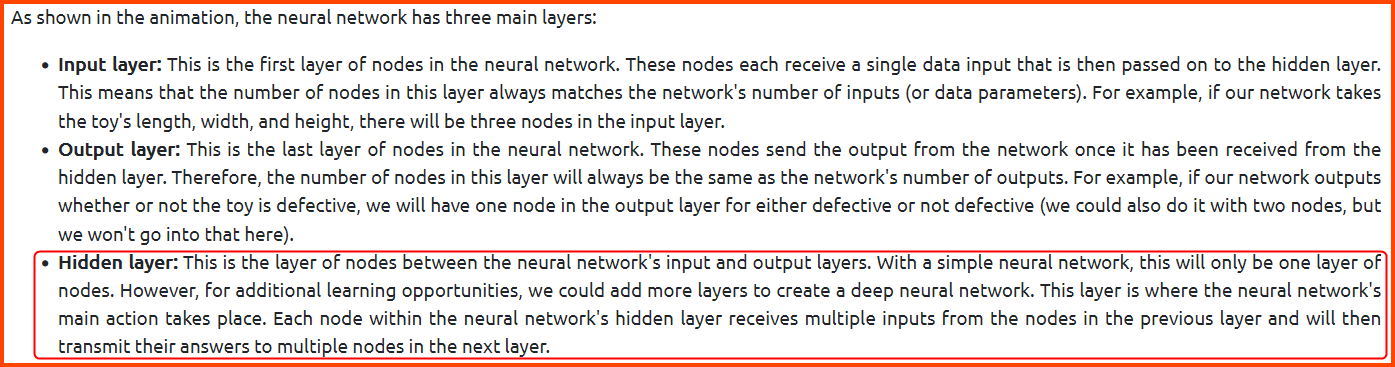 As shown in the animation, the neural network has three main layers:
• Input layer: This is the first layer of nodes in the neural network. These nodes each receive a single data input that is then passed on to the hidden layer.
This means that the number of nodes in this layer always matches the network's number of inputs (or data parameters). For example, if our network takes
the toy's length, width, and height, there will be three nodes in the input layer.
• Output layer: This is the last layer of nodes in the neural network. These nodes send the output from the network once it has been received from the
hidden layer. Therefore, the number of nodes in this layer will always be the same as the network's number of outputs. For example, if our network outputs
whether or not the toy is defective, we will have one node in the output layer for either defective or not defective (we could also do it with two nodes, but
we won't go into that here).
• Hidden layer: This is the layer of nodes between the neural network's input and output layers. With a simple neural network, this will only be one layer of
nodes. However, for additional learning opportunities, we could add more layers to create a deep neural network. This layer is where the neural network's
main action takes place. Each node within the neural network's hidden layer receives multiple inputs from the nodes in the previous layer and will then
transmit their answers to multiple nodes in the next layer.